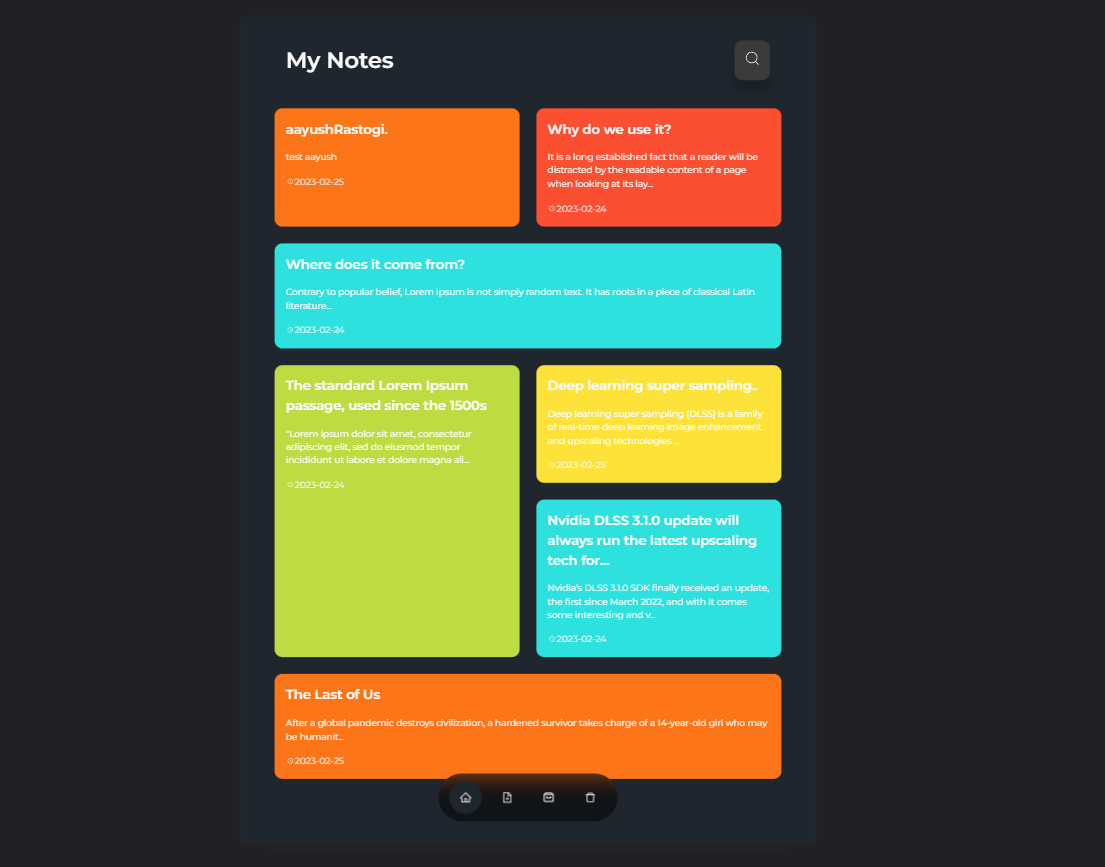 My Notes
aayushRastogi.
test aayush
2023-02-25
Why do we use it?
It is a long established fact that a reader will be
distracted by the readable content of a page
when looking at its lay...
2023-02-24
Where does it come from?
Contrary to popular belief, Lorem Ipsum is not simply random text. It has roots in a piece of classical Latin
literature...
2023-02-24
The standard Lorem Ipsum
passage, used since the 1500s
"Lorem ipsum dolor sit amet, consectetur
adipiscing elit, sed do eiusmod tempor
incididunt ut labore et dolore magna ali...
2023-02-24
Deep learning super sampling..
Deep learning super sampling (DLSS) is a family
of real-time deep learning image enhancement
and upscaling technologies ...
2023-02-25
Nvidia DLSS 3.1.0 update will
always run the latest upscaling
tech for...
Nvidia's DLSS 3.1.0 SDK finally received an update,
the first since March 2022, and with it comes
some interesting and v...
2023-02-24
The Last of Us
After a global pandemic destroys civilization, a hardened survivor takes charge of a 14-year-old girl who may
be humanit...
2023-02-25